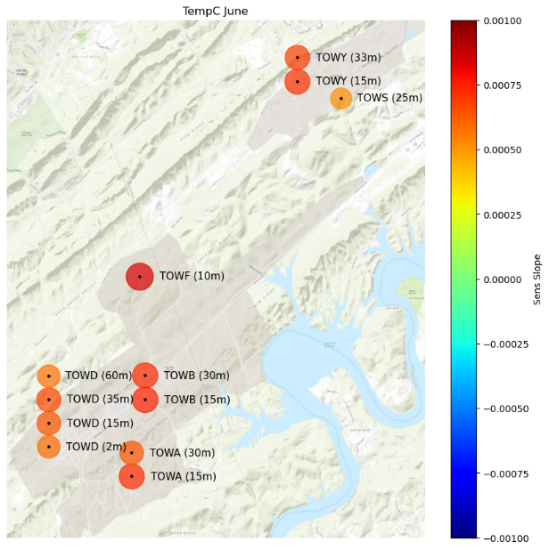 TempC June
TOWY (33m)
TOWY (15m)
TOWS (25m)
TOWF (10m)
TOWD (60m)
TOWB (30m)
TOWD (35m)
TOWB (15m)
TOWD (15m)
TOWD (2m)
TOWA (30m)
TOWA (15m)
0.00100
0.00075
0.00050
0.00025
0.00000
−0.00025
−0.00050
−0.00075
−0.00100
Sens Slope